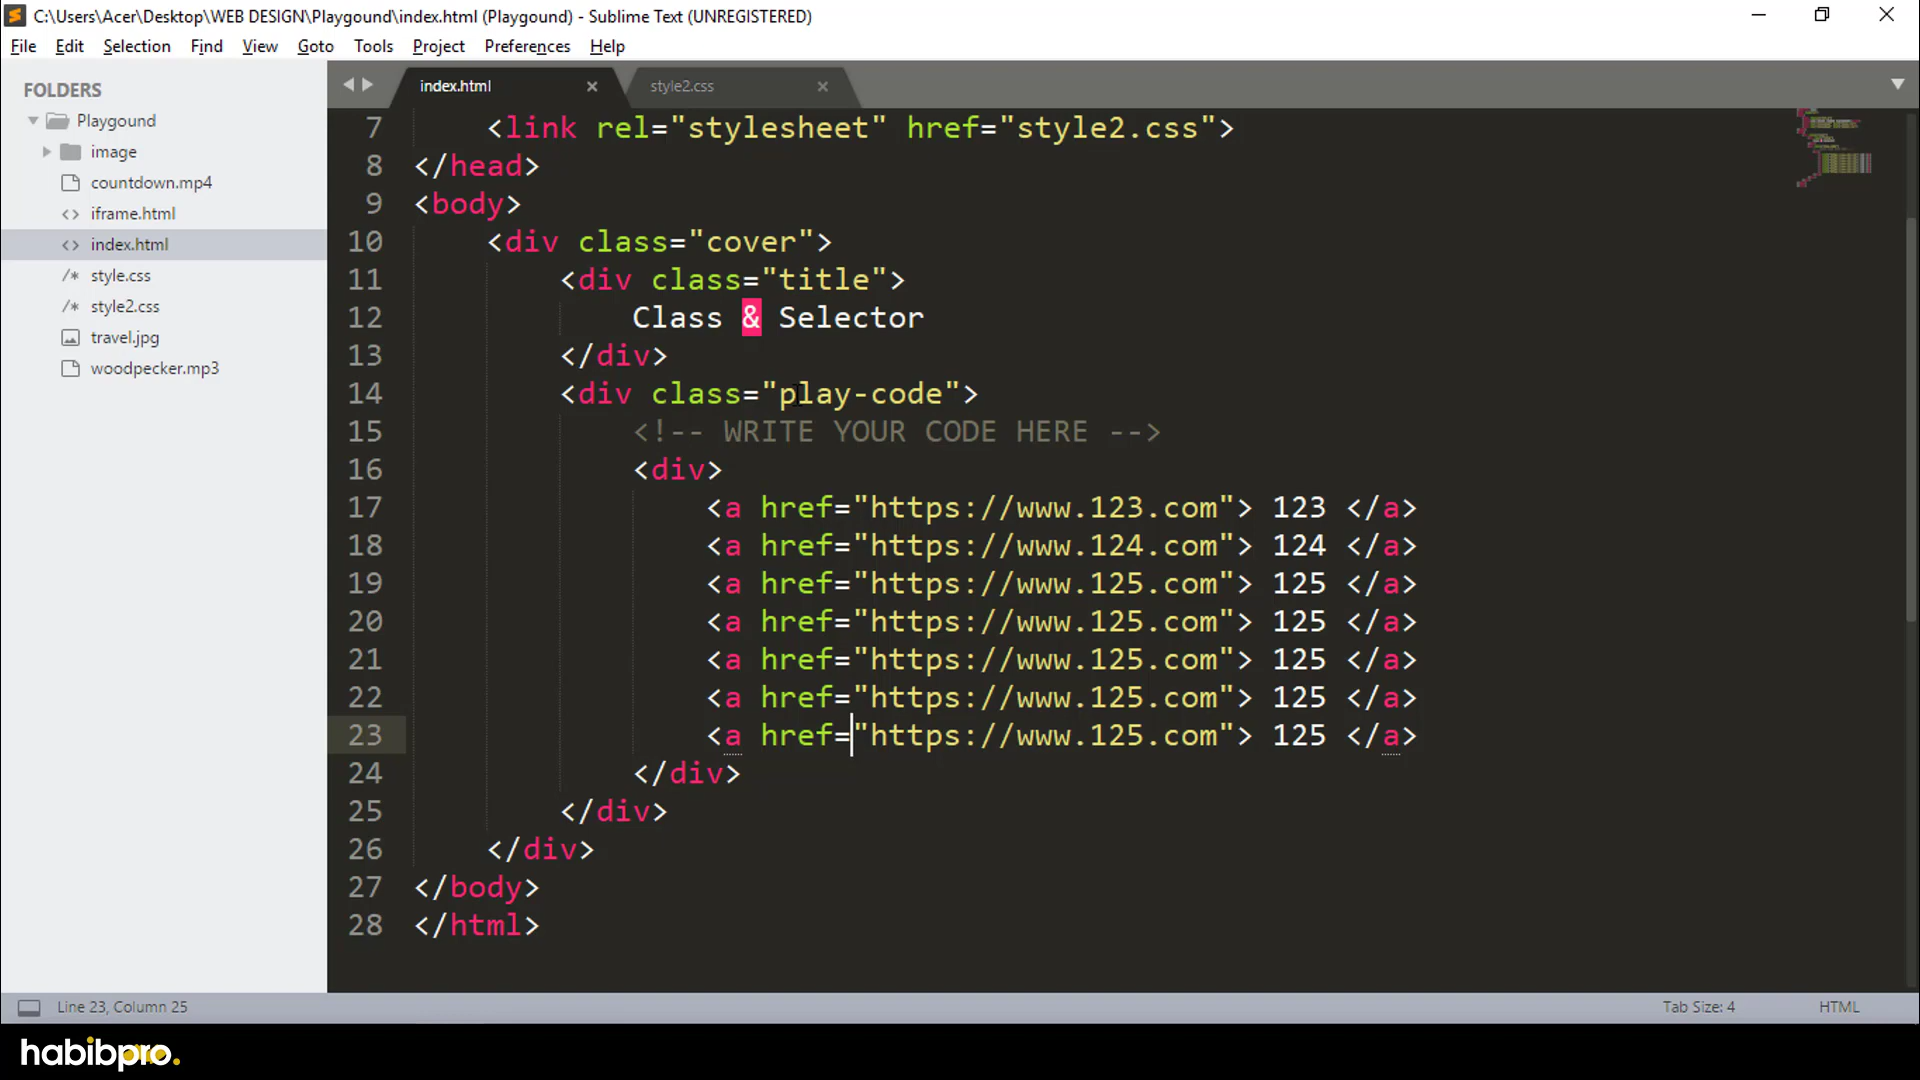 C:\Users\Acer\Desktop\WEB DESIGN\Playgound\index.html (Playgound) - Sublime Text (UNREGISTERED)
File Edit Selection Find View Goto Tools Project Preferences Help
FOLDERS
Playgound
image
countdown.mp4
iframe.html
index.html
style.css
style2.css
travel.jpg
woodpecker.mp3
index.html style2.css
7 <link rel="stylesheet" href="style2.css">
8 </head>
9 <body>
10 <div class="cover">
11 <div class="title">
12 Class & Selector
13 </div>
14 <div class="play-code">
15 <!-- WRITE YOUR CODE HERE -->
16 <div>
17 <a href="https://www.123.com"> 123 </a>
18 <a href="https://www.124.com"> 124 </a>
19 <a href="https://www.125.com"> 125 </a>
20 <a href="https://www.125.com"> 125 </a>
21 <a href="https://www.125.com"> 125 </a>
22 <a href="https://www.125.com"> 125 </a>
23 <a href="https://www.125.com"> 125 </a>
24 </div>
25 </div>
26 </div>
27 </body>
28 </html>
Line 23, Column 25 Tab Size: 4 HTML
habibpro.